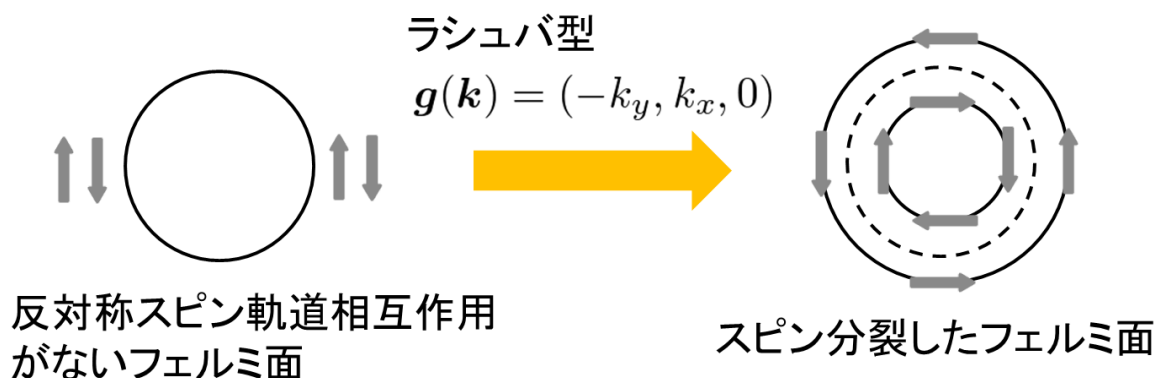 ラシュバ型
g(k) = (−k_y, k_x, 0)
反対称スピン軌道相互作用
がないフェルミ面
スピン分裂したフェルミ面